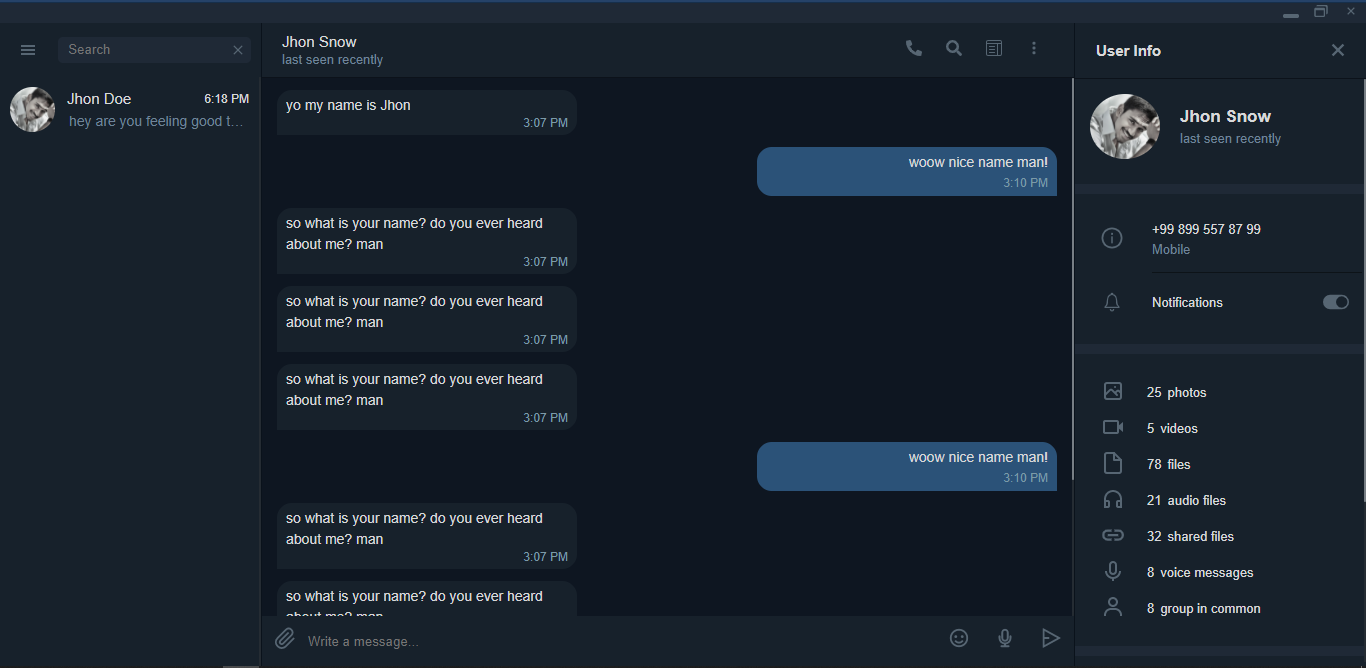 Search
Jhon Doe 6:18 PM
hey are you feeling good t...
Jhon Snow
last seen recently
yo my name is Jhon
3:07 PM
woow nice name man!
3:10 PM
so what is your name? do you ever heard
about me? man
3:07 PM
so what is your name? do you ever heard
about me? man
3:07 PM
so what is your name? do you ever heard
about me? man
3:07 PM
woow nice name man!
3:10 PM
so what is your name? do you ever heard
about me? man
3:07 PM
so what is your name? do you ever heard
about me? man
Write a message...
User Info
Jhon Snow
last seen recently
+99 899 557 87 99
Mobile
Notifications
25 photos
5 videos
78 files
21 audio files
32 shared files
8 voice messages
8 group in common